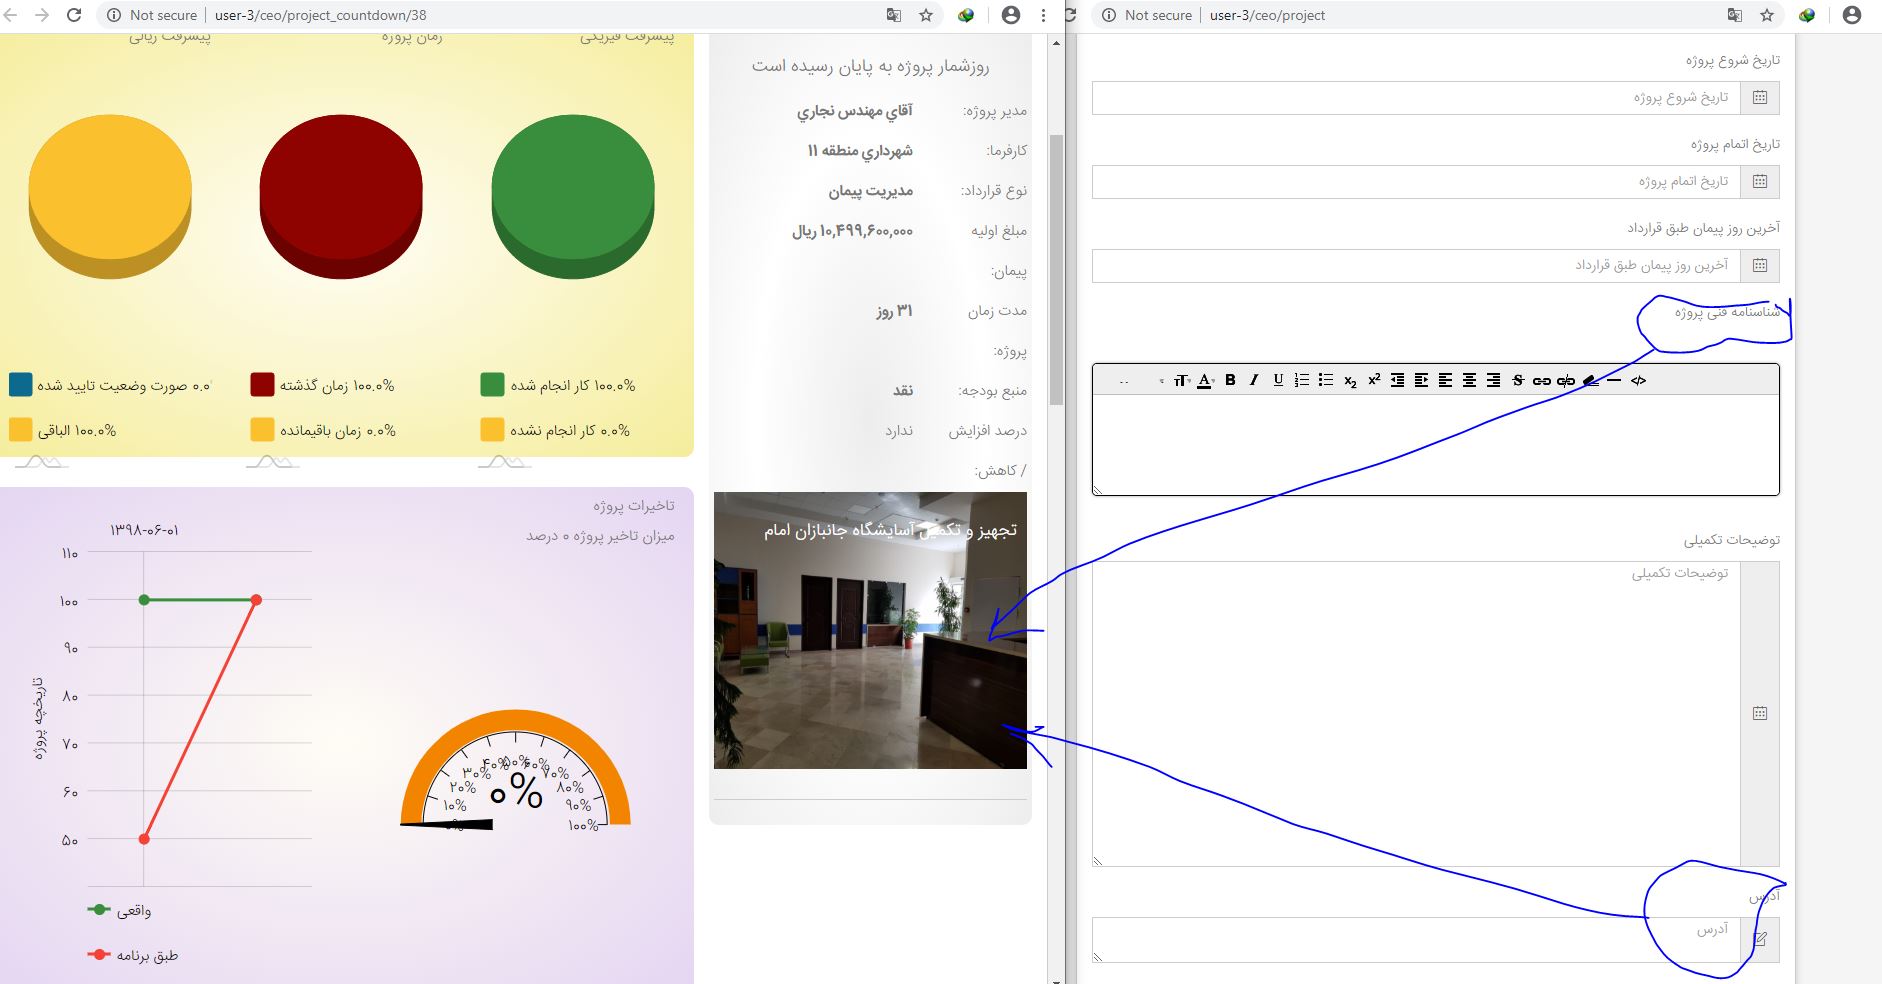 Not secure | user-3/ceo/project_countdown/38
پیشرفت فیزیکی
زمان پروژه
پیشرفت ریالی
۱۰۰.۰% کار انجام شده
۰.۰% کار انجام نشده
۱۰۰.۰% زمان گذشته
۰.۰% زمان باقیمانده
۰.۰% صورت وضعیت تایید شده
۱۰۰.۰% الباقی
تاخیرات پروژه
میزان تاخیر پروژه ۰ درصد
۱۳۹۸-۰۶-۰۱
۱۱۰
۱۰۰
۹۰
۸۰
۷۰
۶۰
۵۰
تاریخچه پروژه
واقعی
طبق برنامه
۰%
۱۰%
۲۰%
۳۰%
۴۰%
۵۰%
۶۰%
۷۰%
۸۰%
۹۰%
۱۰۰%
۰%
روزشمار پروژه به پایان رسیده است
مدیر پروژه: آقاي مهندس نجاري
کارفرما: شهرداري منطقه ۱۱
نوع قرارداد: مديريت پيمان
مبلغ اولیه ۱۰,۴۹۹,۶۰۰,۰۰۰ ریال
پیمان:
مدت زمان ۳۱ روز
پروژه:
منبع بودجه: نقد
درصد افزایش ندارد
/ کاهش:
تجهیز و تکمیل آسایشگاه جانبازان امام
Not secure | user-3/ceo/project
تاریخ شروع پروژه
تاریخ شروع پروژه
تاریخ اتمام پروژه
تاریخ اتمام پروژه
آخرین روز پیمان طبق قرارداد
آخرین روز پیمان طبق قرارداد
شناسنامه فنی پروژه
توضیحات تکمیلی
توضیحات تکمیلی
آدرس
آدرس